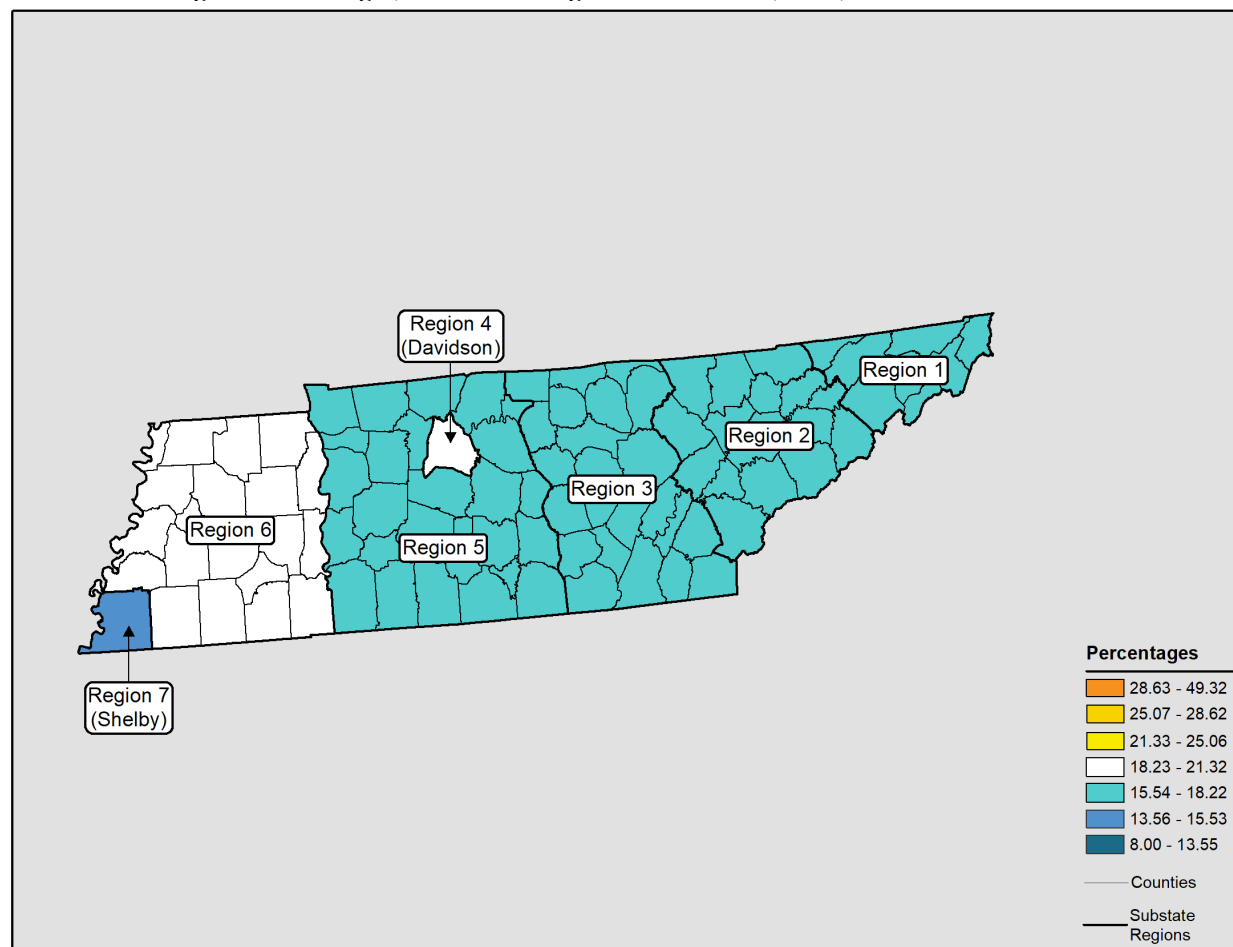 Region 4
(Davidson)
Region 1
Region 2
Region 3
Region 6
Region 5
Region 7
(Shelby)
Percentages
28.63 - 49.32
25.07 - 28.62
21.33 - 25.06
18.23 - 21.32
15.54 - 18.22
13.56 - 15.53
8.00 - 13.55
Counties
Substate
Regions